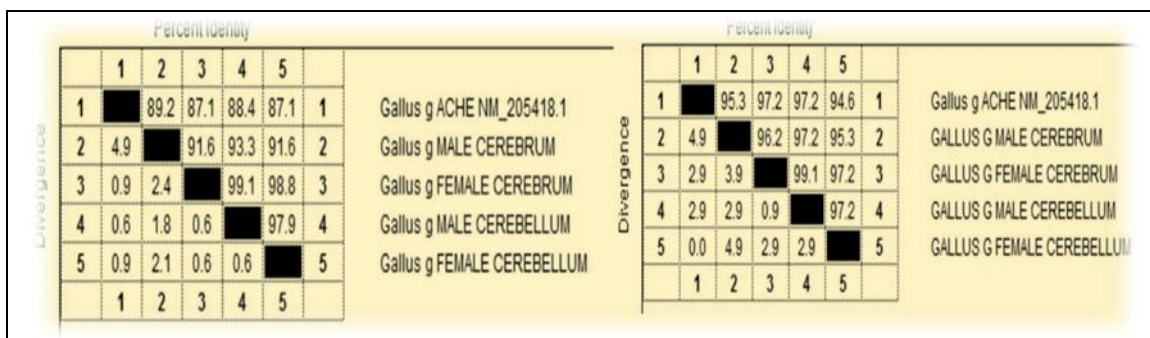 Percent Identity
1 2 3 4 5
1 89.2 87.1 88.4 87.1 1 Gallus g ACHE NM_205418.1
2 4.9 91.6 93.3 91.6 2 Gallus g MALE CEREBRUM
3 0.9 2.4 99.1 98.8 3 Gallus g FEMALE CEREBRUM
4 0.6 1.8 0.6 97.9 4 Gallus g MALE CEREBELLUM
5 0.9 2.1 0.6 0.6 5 Gallus g FEMALE CEREBELLUM
1 2 3 4 5
Divergence
Percent Identity
1 2 3 4 5
1 95.3 97.2 97.2 94.6 1 Gallus g ACHE NM_205418.1
2 4.9 96.2 97.2 95.3 2 GALLUS G MALE CEREBRUM
3 2.9 3.9 99.1 97.2 3 GALLUS G FEMALE CEREBRUM
4 2.9 2.9 0.9 97.2 4 GALLUS G MALE CEREBELLUM
5 0.0 4.9 2.9 2.9 5 GALLUS G FEMALE CEREBELLUM
1 2 3 4 5
Divergence